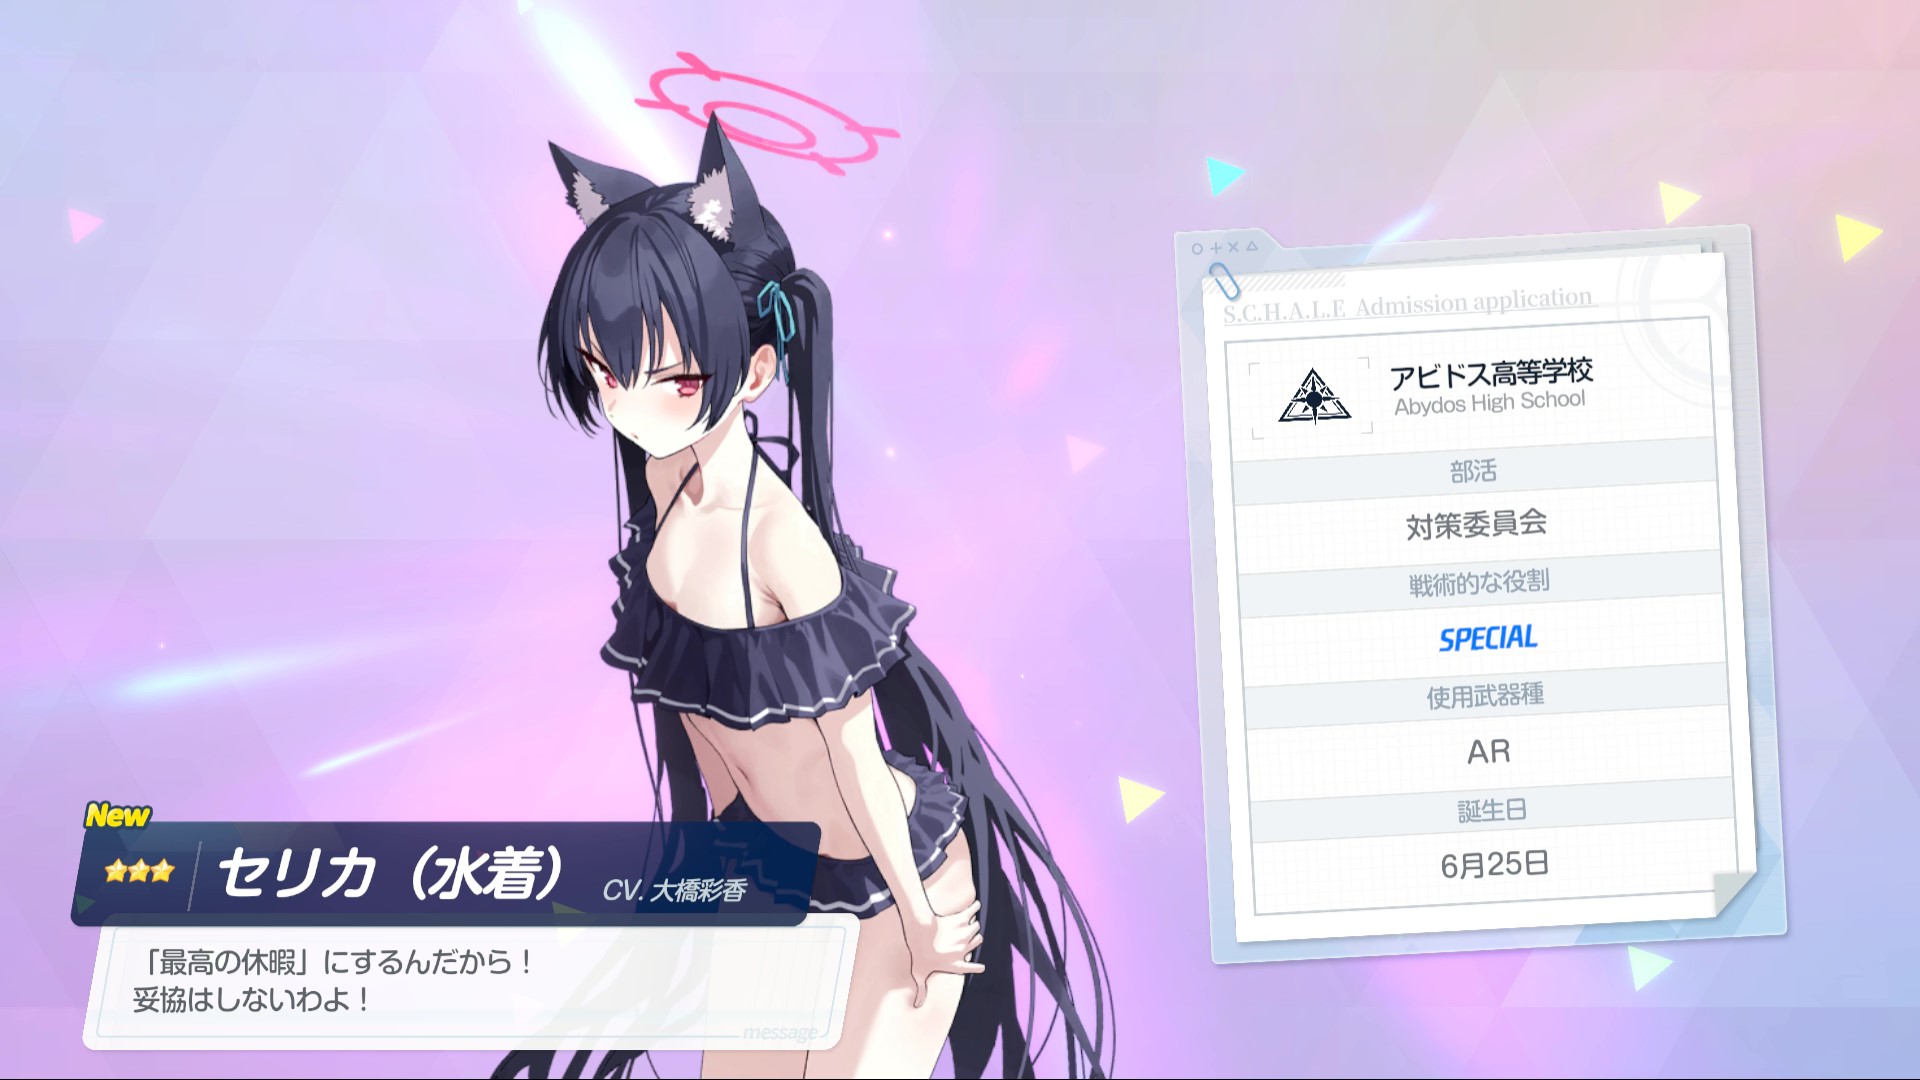 S.C.H.A.L.E Admission application
アビドス高等学校
Abydos High School
部活
対策委員会
戦術的な役割
SPECIAL
使用武器種
AR
誕生日
6月25日
New
セリカ（水着）
CV. 大橋彩香
「最高の休暇」にするんだから！
妥協はしないわよ！
message